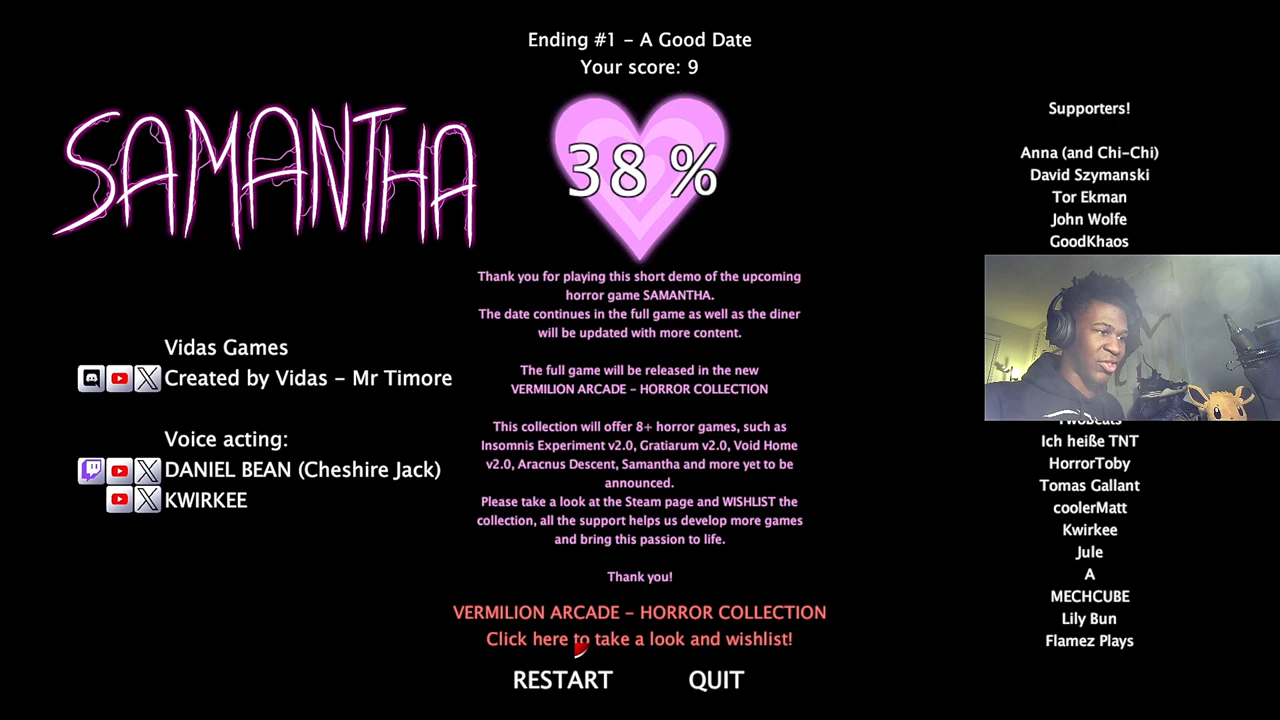 Ending #1 – A Good Date
Your score: 9
SAMANTHA
38 %
Thank you for playing this short demo of the upcoming
horror game SAMANTHA.
The date continues in the full game as well as the diner
will be updated with more content.
The full game will be released in the new
VERMILION ARCADE – HORROR COLLECTION
This collection will offer 8+ horror games, such as
Insomnis Experiment v2.0, Gratiarum v2.0, Void Home
v2.0, Aracnus Descent, Samantha and more yet to be
announced.
Please take a look at the Steam page and WISHLIST the
collection, all the support helps us develop more games
and bring this passion to life.
Thank you!
VERMILION ARCADE – HORROR COLLECTION
Click here to take a look and wishlist!
RESTART
QUIT
Vidas Games
Created by Vidas – Mr Timore
Voice acting:
DANIEL BEAN (Cheshire Jack)
KWIRKEE
Supporters!
Anna (and Chi-Chi)
David Szymanski
Tor Ekman
John Wolfe
GoodKhaos
TwoBeats
Ich heiße TNT
HorrorToby
Tomas Gallant
coolerMatt
Kwirkee
Jule
A
MECHCUBE
Lily Bun
Flamez Plays